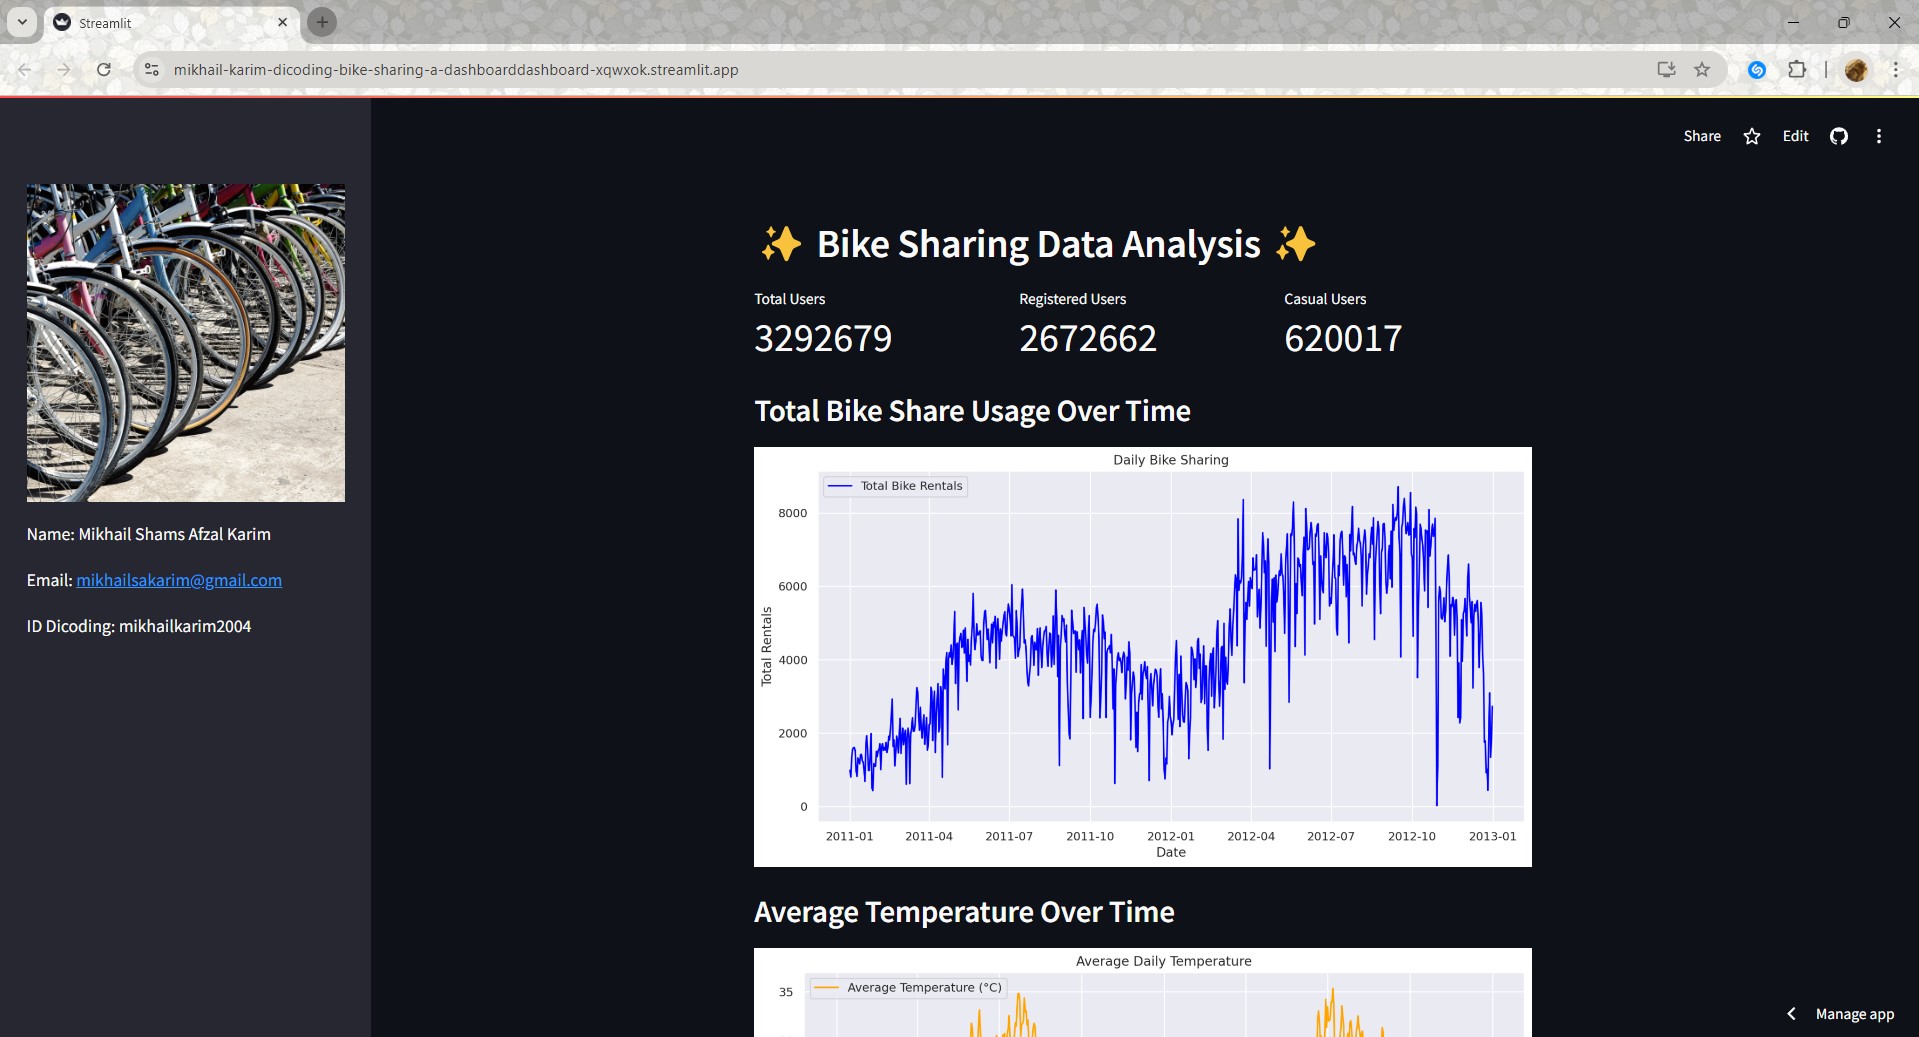 Streamlit
mikhail-karim-dicoding-bike-sharing-a-dashboarddashboard-xqwxok.streamlit.app
Share
Edit
Name: Mikhail Shams Afzal Karim
Email: mikhailsakarim@gmail.com
ID Dicoding: mikhailkarim2004
✨ Bike Sharing Data Analysis ✨
Total Users Registered Users Casual Users
3292679 2672662 620017
Total Bike Share Usage Over Time
Daily Bike Sharing
Total Bike Rentals
Total Rentals
8000
6000
4000
2000
0
2011-01 2011-04 2011-07 2011-10 2012-01 2012-04 2012-07 2012-10 2013-01
Date
Average Temperature Over Time
Average Daily Temperature
Average Temperature (°C)
35
Manage app